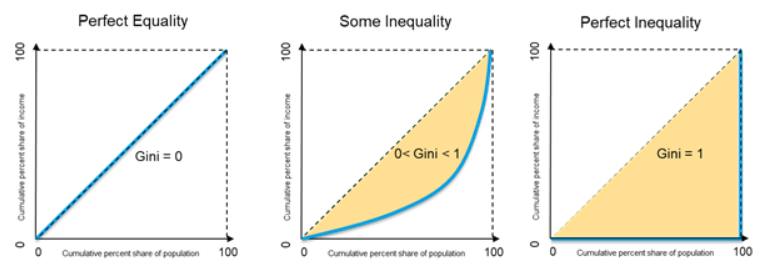 Perfect Equality
100
Cumulative percent share of income
Gini = 0
0
0
Cumulative percent share of population
100
Some Inequality
100
Cumulative percent share of income
0< Gini < 1
0
0
Cumulative percent share of population
100
Perfect Inequality
100
Cumulative percent share of income
Gini = 1
0
0
Cumulative percent share of population
100